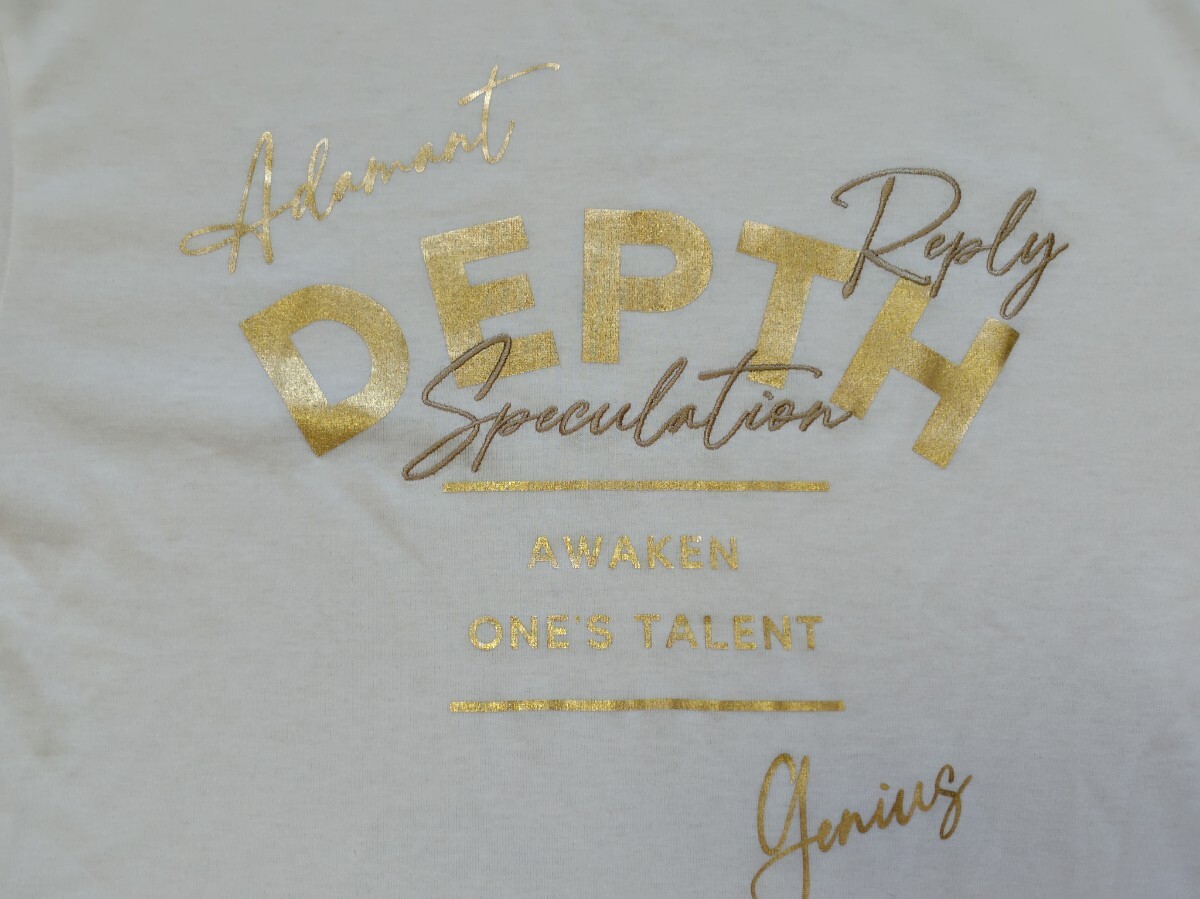 Adamant
Reply
DEPTH
Speculation
AWAKEN
ONE'S TALENT
Genius